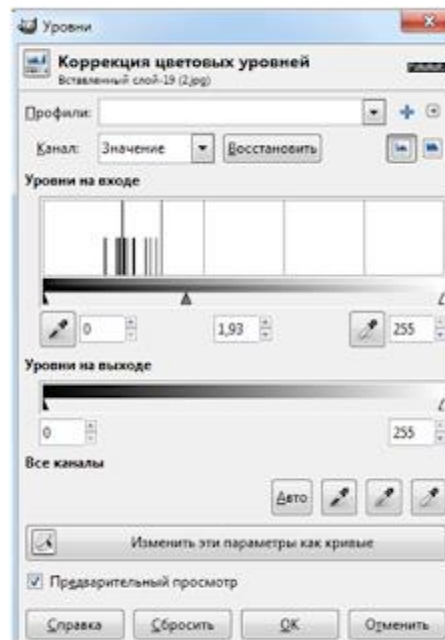 Уровни
Коррекция цветовых уровней
Вставленный слой-19 (2.jpg)
Профили:
Канал: Значение Восстановить
Уровни на входе
0 1,93 255
Уровни на выходе
0 255
Все каналы
Авто
Изменить эти параметры как кривые
Предварительный просмотр
Справка Сбросить ОК Отменить